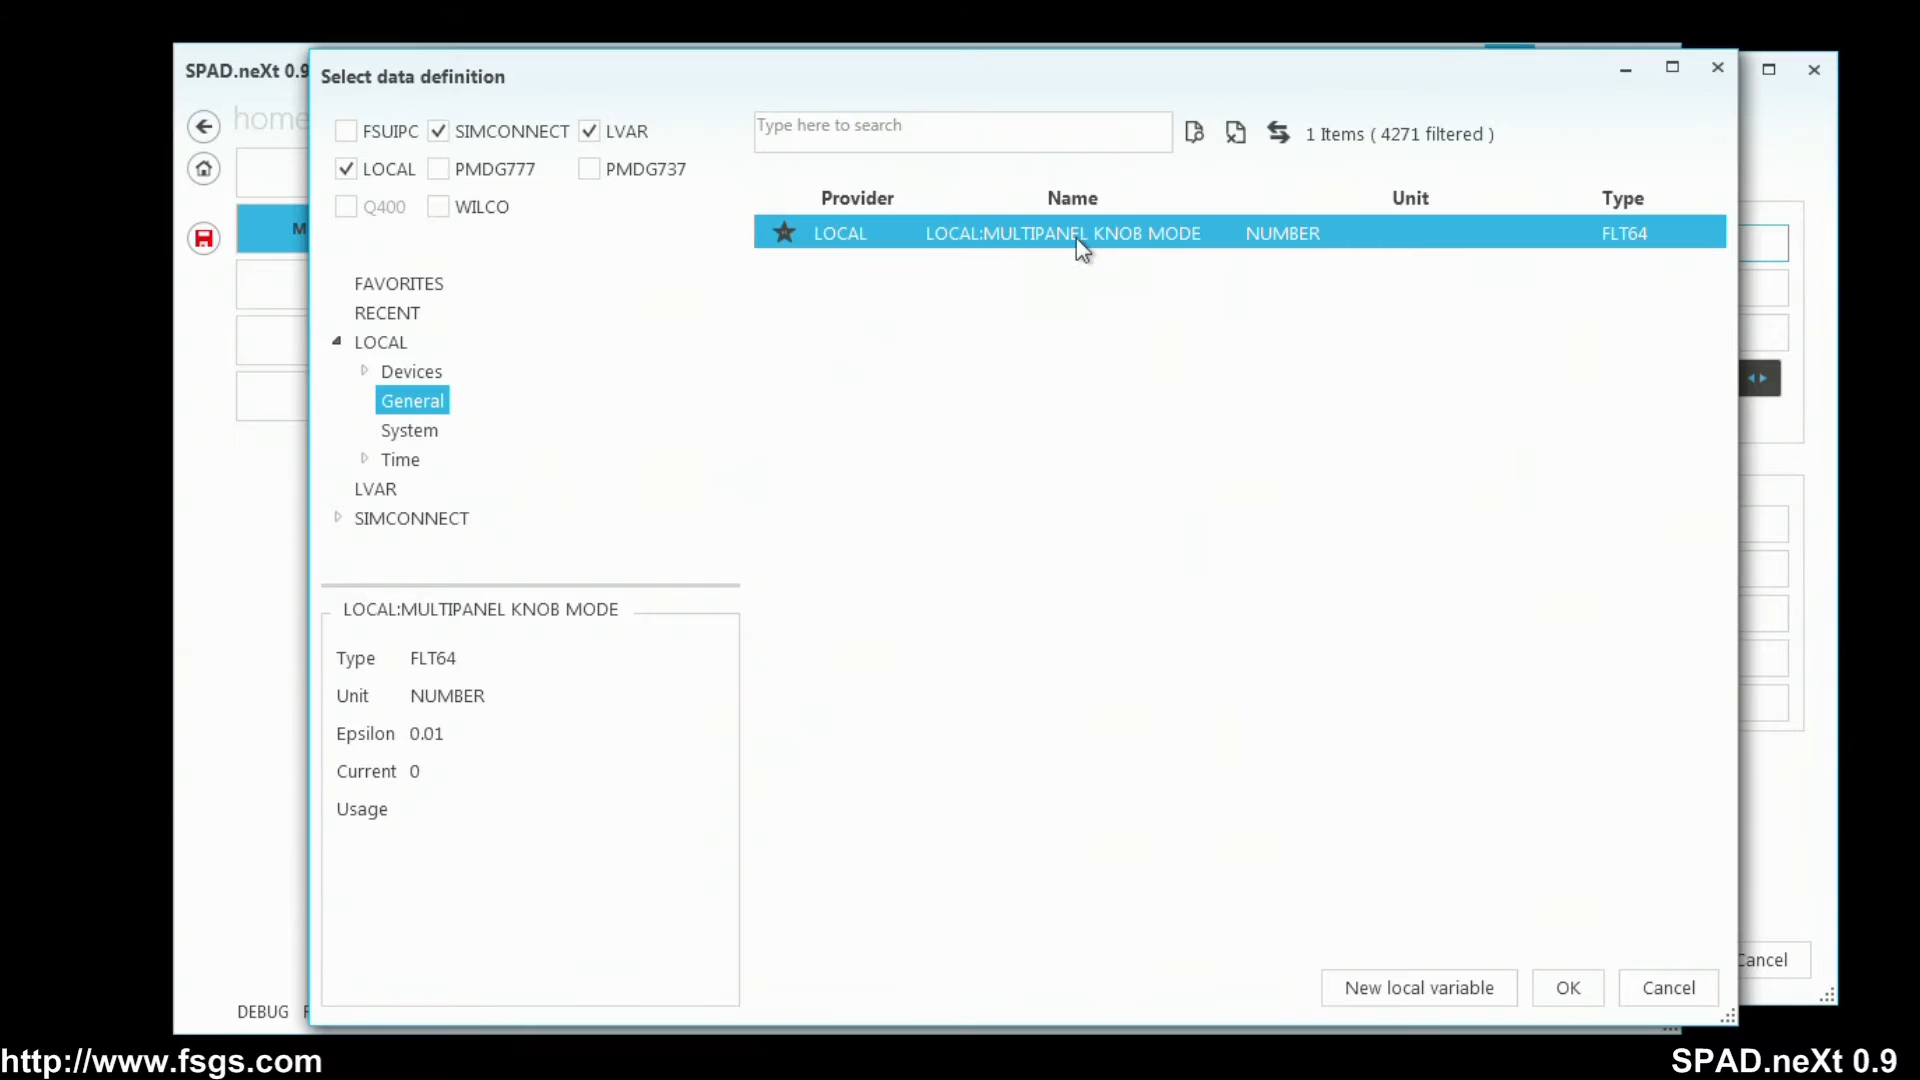 SPAD.neXt 0.9
Select data definition
home
FSUIPC SIMCONNECT LVAR
LOCAL PMDG777 PMDG737
Q400 WILCO
Type here to search
1 Items ( 4271 filtered )
Provider Name Unit Type
LOCAL LOCAL:MULTIPANEL KNOB MODE NUMBER FLT64
M
FAVORITES
RECENT
LOCAL
Devices
General
System
Time
LVAR
SIMCONNECT
LOCAL:MULTIPANEL KNOB MODE
Type FLT64
Unit NUMBER
Epsilon 0.01
Current 0
Usage
New local variable OK Cancel
Cancel
DEBUG F
http://www.fsgs.com
SPAD.neXt 0.9